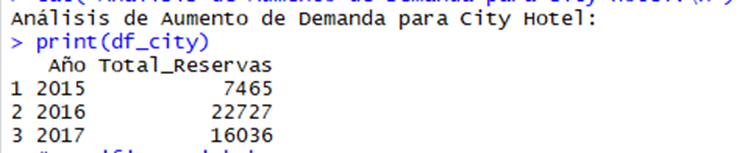 Análisis de Aumento de Demanda para City Hotel:
> print(df_city)
Año Total_Reservas
1 2015 7465
2 2016 22727
3 2017 16036